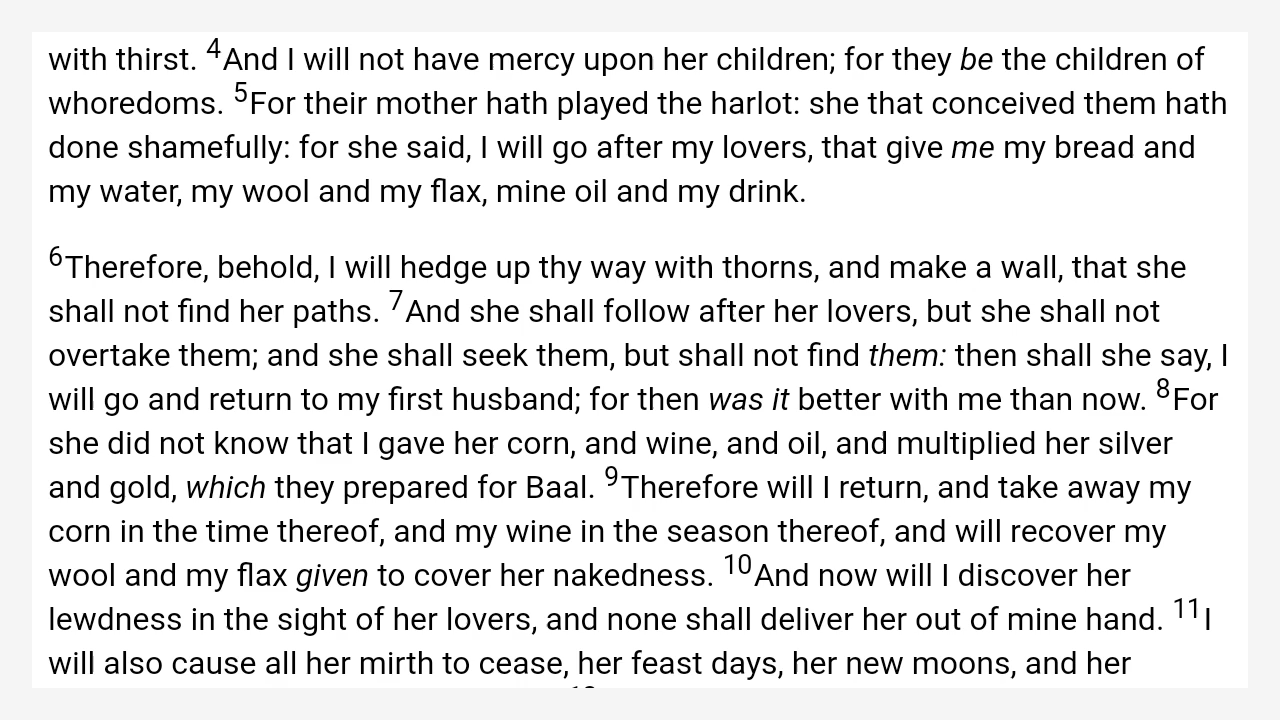 with thirst. 4And I will not have mercy upon her children; for they be the children of
whoredoms. 5For their mother hath played the harlot: she that conceived them hath
done shamefully: for she said, I will go after my lovers, that give me my bread and
my water, my wool and my flax, mine oil and my drink.
6Therefore, behold, I will hedge up thy way with thorns, and make a wall, that she
shall not find her paths. 7And she shall follow after her lovers, but she shall not
overtake them; and she shall seek them, but shall not find them: then shall she say, I
will go and return to my first husband; for then was it better with me than now. 8For
she did not know that I gave her corn, and wine, and oil, and multiplied her silver
and gold, which they prepared for Baal. 9Therefore will I return, and take away my
corn in the time thereof, and my wine in the season thereof, and will recover my
wool and my flax given to cover her nakedness. 10And now will I discover her
lewdness in the sight of her lovers, and none shall deliver her out of mine hand. 11I
will also cause all her mirth to cease, her feast days, her new moons, and her